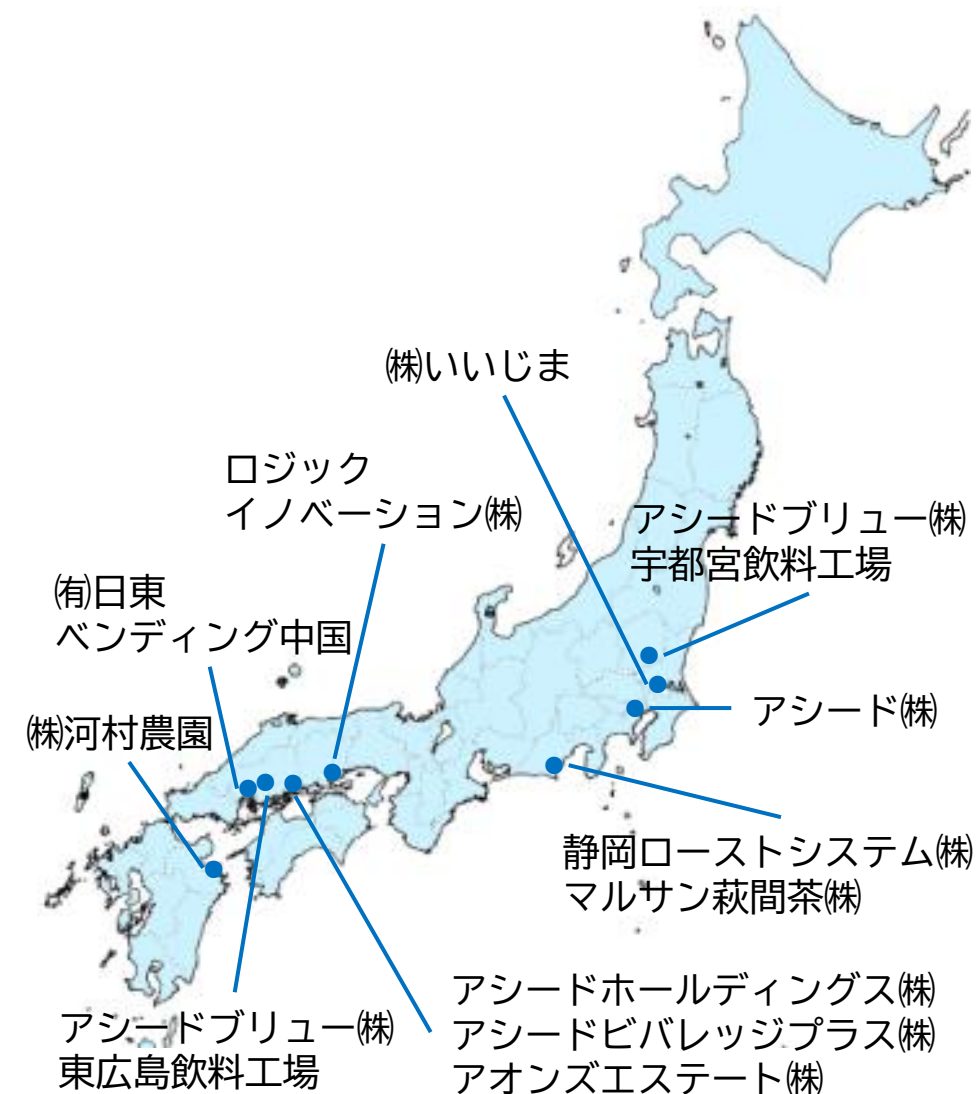 ㈱いいじま
ロジック
イノベーション㈱
アシードブリュー㈱
宇都宮飲料工場
㈲日東
ベンディング中国
アシード㈱
㈱河村農園
静岡ローストシステム㈱
マルサン萩間茶㈱
アシードホールディングス㈱
アシードビバレッジプラス㈱
アオンズエステート㈱
アシードブリュー㈱
東広島飲料工場